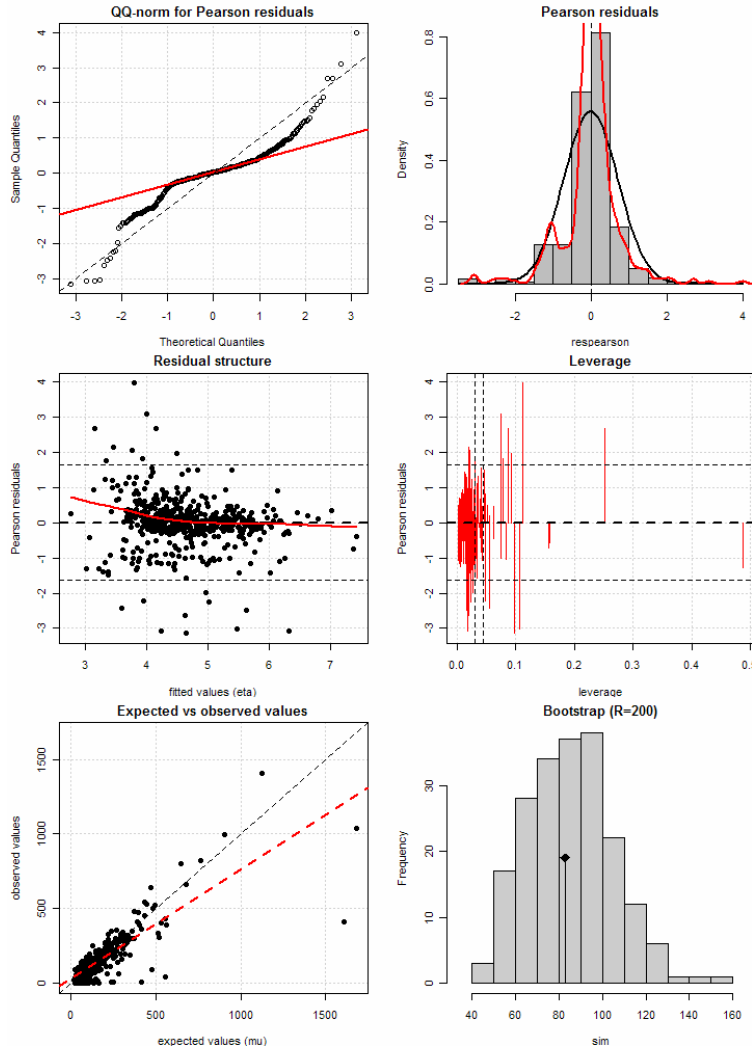 QQ-norm for Pearson residuals
Sample Quantiles
-3 -2 -1 0 1 2 3 4
-3 -2 -1 0 1 2 3
Theoretical Quantiles
Pearson residuals
Density
0.0 0.2 0.4 0.6 0.8
-2 0 2 4
respearson
Residual structure
Pearson residuals
-3 -2 -1 0 1 2 3 4
3 4 5 6 7
fitted values (eta)
Leverage
Pearson residuals
-3 -2 -1 0 1 2 3 4
0.0 0.1 0.2 0.3 0.4 0.5
leverage
Expected vs observed values
observed values
0 500 1000 1500
0 500 1000 1500
expected values (mu)
Bootstrap (R=200)
Frequency
0 10 20 30
40 60 80 100 120 140 160
sim